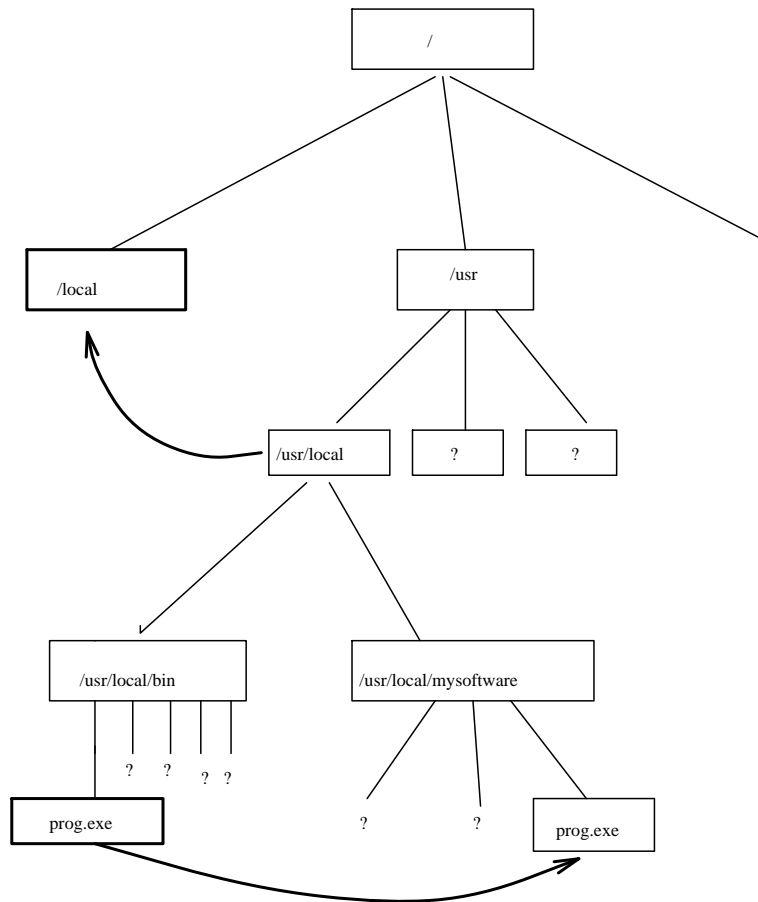 /
/local
/usr
/usr/local
?
?
/usr/local/bin
/usr/local/mysoftware
?
?
?
?
?
?
prog.exe
prog.exe